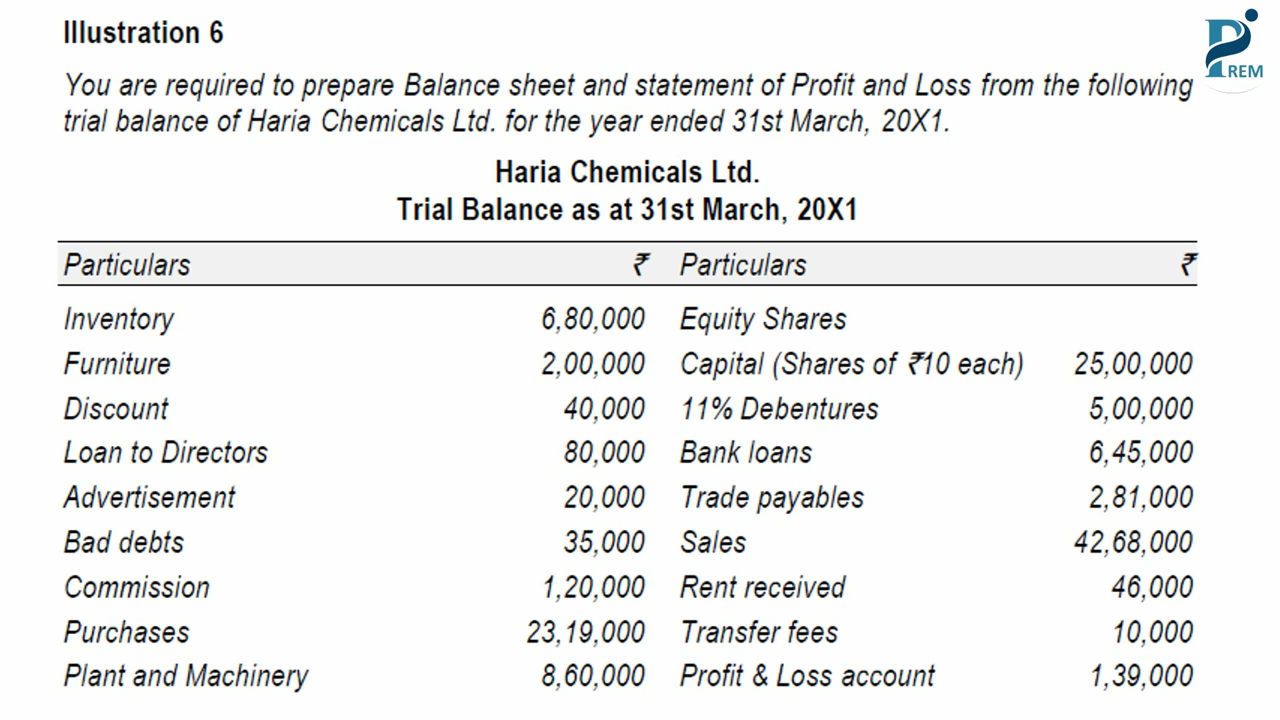 Illustration 6
PREM
You are required to prepare Balance sheet and statement of Profit and Loss from the following
trial balance of Haria Chemicals Ltd. for the year ended 31st March, 20X1.
Haria Chemicals Ltd.
Trial Balance as at 31st March, 20X1
Particulars ₹ Particulars ₹
Inventory 6,80,000 Equity Shares
Furniture 2,00,000 Capital (Shares of ₹10 each) 25,00,000
Discount 40,000 11% Debentures 5,00,000
Loan to Directors 80,000 Bank loans 6,45,000
Advertisement 20,000 Trade payables 2,81,000
Bad debts 35,000 Sales 42,68,000
Commission 1,20,000 Rent received 46,000
Purchases 23,19,000 Transfer fees 10,000
Plant and Machinery 8,60,000 Profit & Loss account 1,39,000